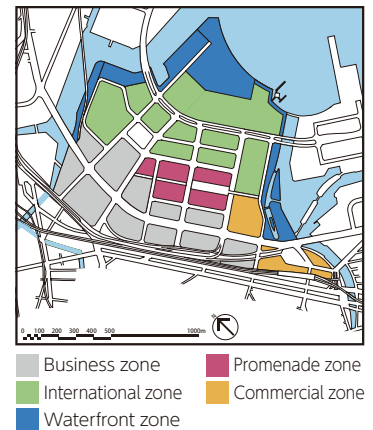 0 100 200 300 400 500 1000m
Business zone
Promenade zone
International zone
Commercial zone
Waterfront zone